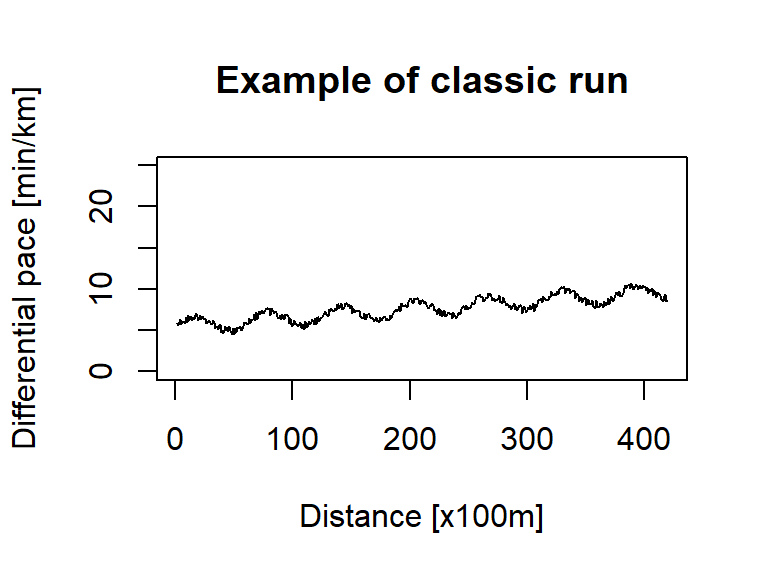 Example of classic run
Differential pace [min/km]
20
10
0
0 100 200 300 400
Distance [x100m]